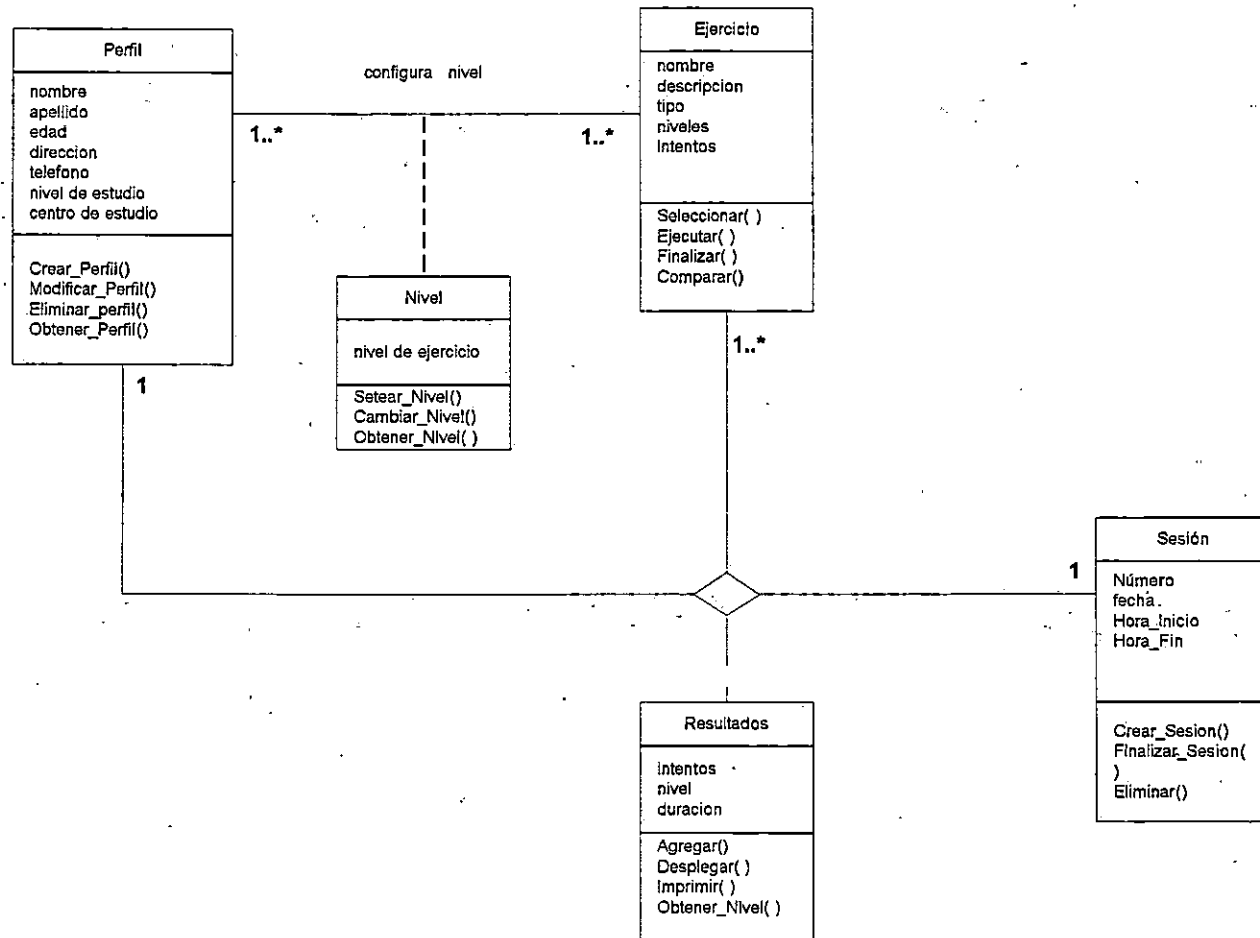 Perfil
nombre
apellido
edad
direccion
telefono
nivel de estudio
centro de estudio
Crear_Perfil()
Modificar_Perfil()
Eliminar_perfil()
Obtener_Perfil()
1
configura nivel
1..*
1..*
Ejercicio
nombre
descripcion
tipo
niveles
Intentos
Seleccionar( )
Ejecutar( )
Finalizar( )
Comparar()
1..*
Nivel
nivel de ejercicio
Setear_Nivel()
Cambiar_Nivel()
Obtener_Nivel( )
1
Sesión
Número
fecha
Hora_Inicio
Hora_Fin
Crear_Sesion()
Finalizar_Sesion(
)
Eliminar()
Resultados
Intentos
nivel
duracion
Agregar()
Desplegar( )
Imprimir( )
Obtener_Nivel( )